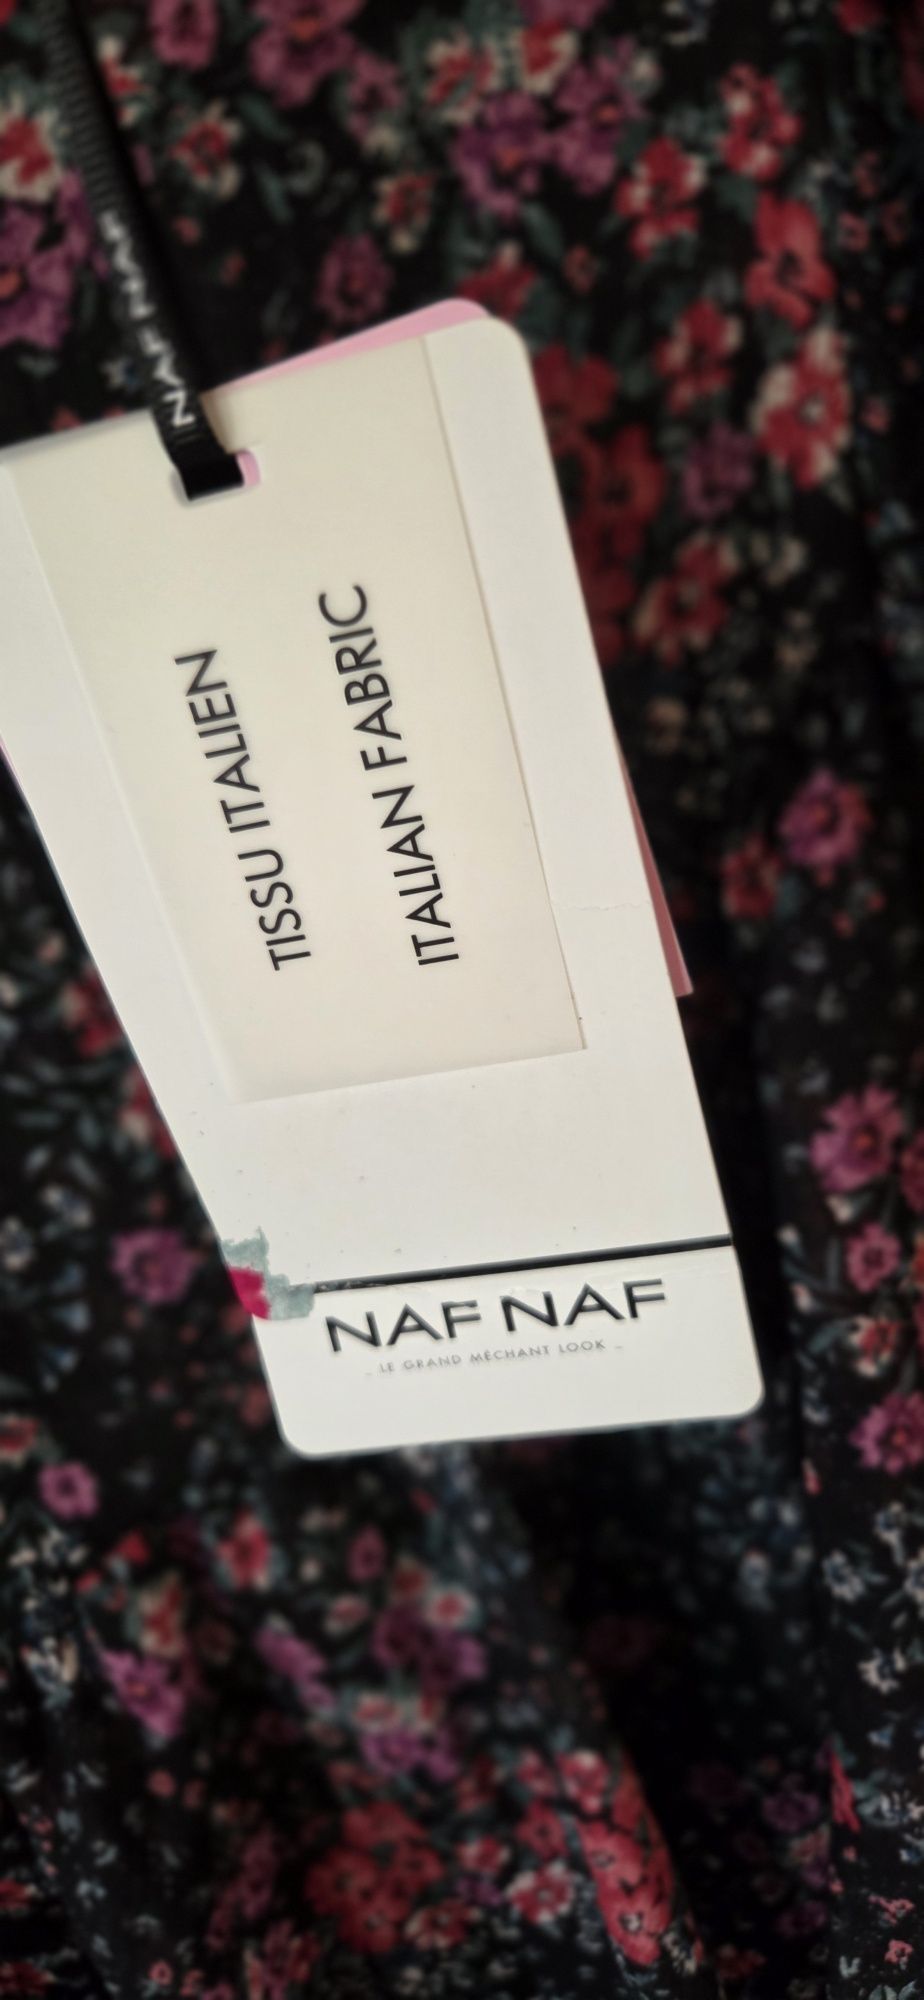 NAF NAF
TISSU ITALIEN
ITALIAN FABRIC
NAF NAF
_ LE GRAND MÉCHANT LOOK _